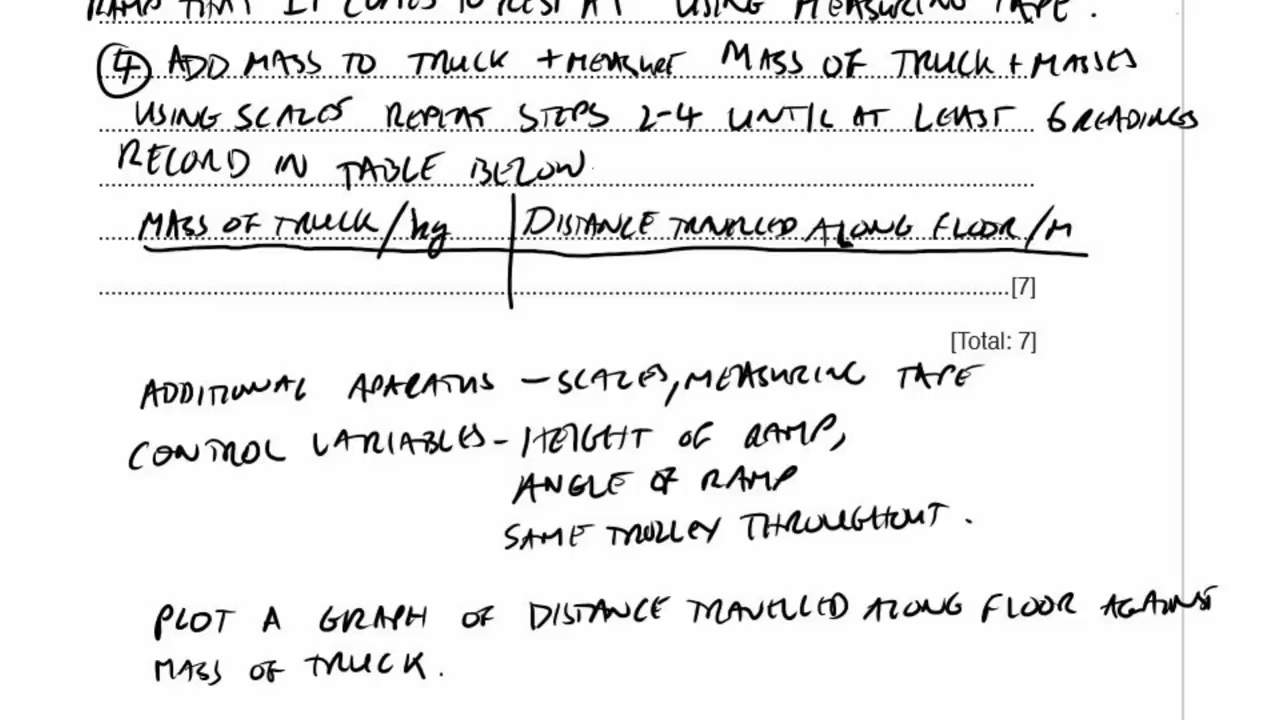 RAMP THAT IT COMES TO REST AT USING MEASURING TAPE.
④ ADD MASS TO TRUCK + MEASURE MASS OF TRUCK + MASSES
USING SCALES REPEAT STEPS 2-4 UNTIL AT LEAST 6 READINGS
RECORD IN TABLE BELOW.
MASS OF TRUCK/kg | DISTANCE TRAVELLED ALONG FLOOR/M
[7]
[Total: 7]
ADDITIONAL APARATUS - SCALES, MEASURING TAPE
CONTROL VARIABLES - HEIGHT OF RAMP,
ANGLE OF RAMP
SAME TROLLEY THROUGHOUT.
PLOT A GRAPH OF DISTANCE TRAVELLED ALONG FLOOR AGAINST
MASS OF TRUCK.